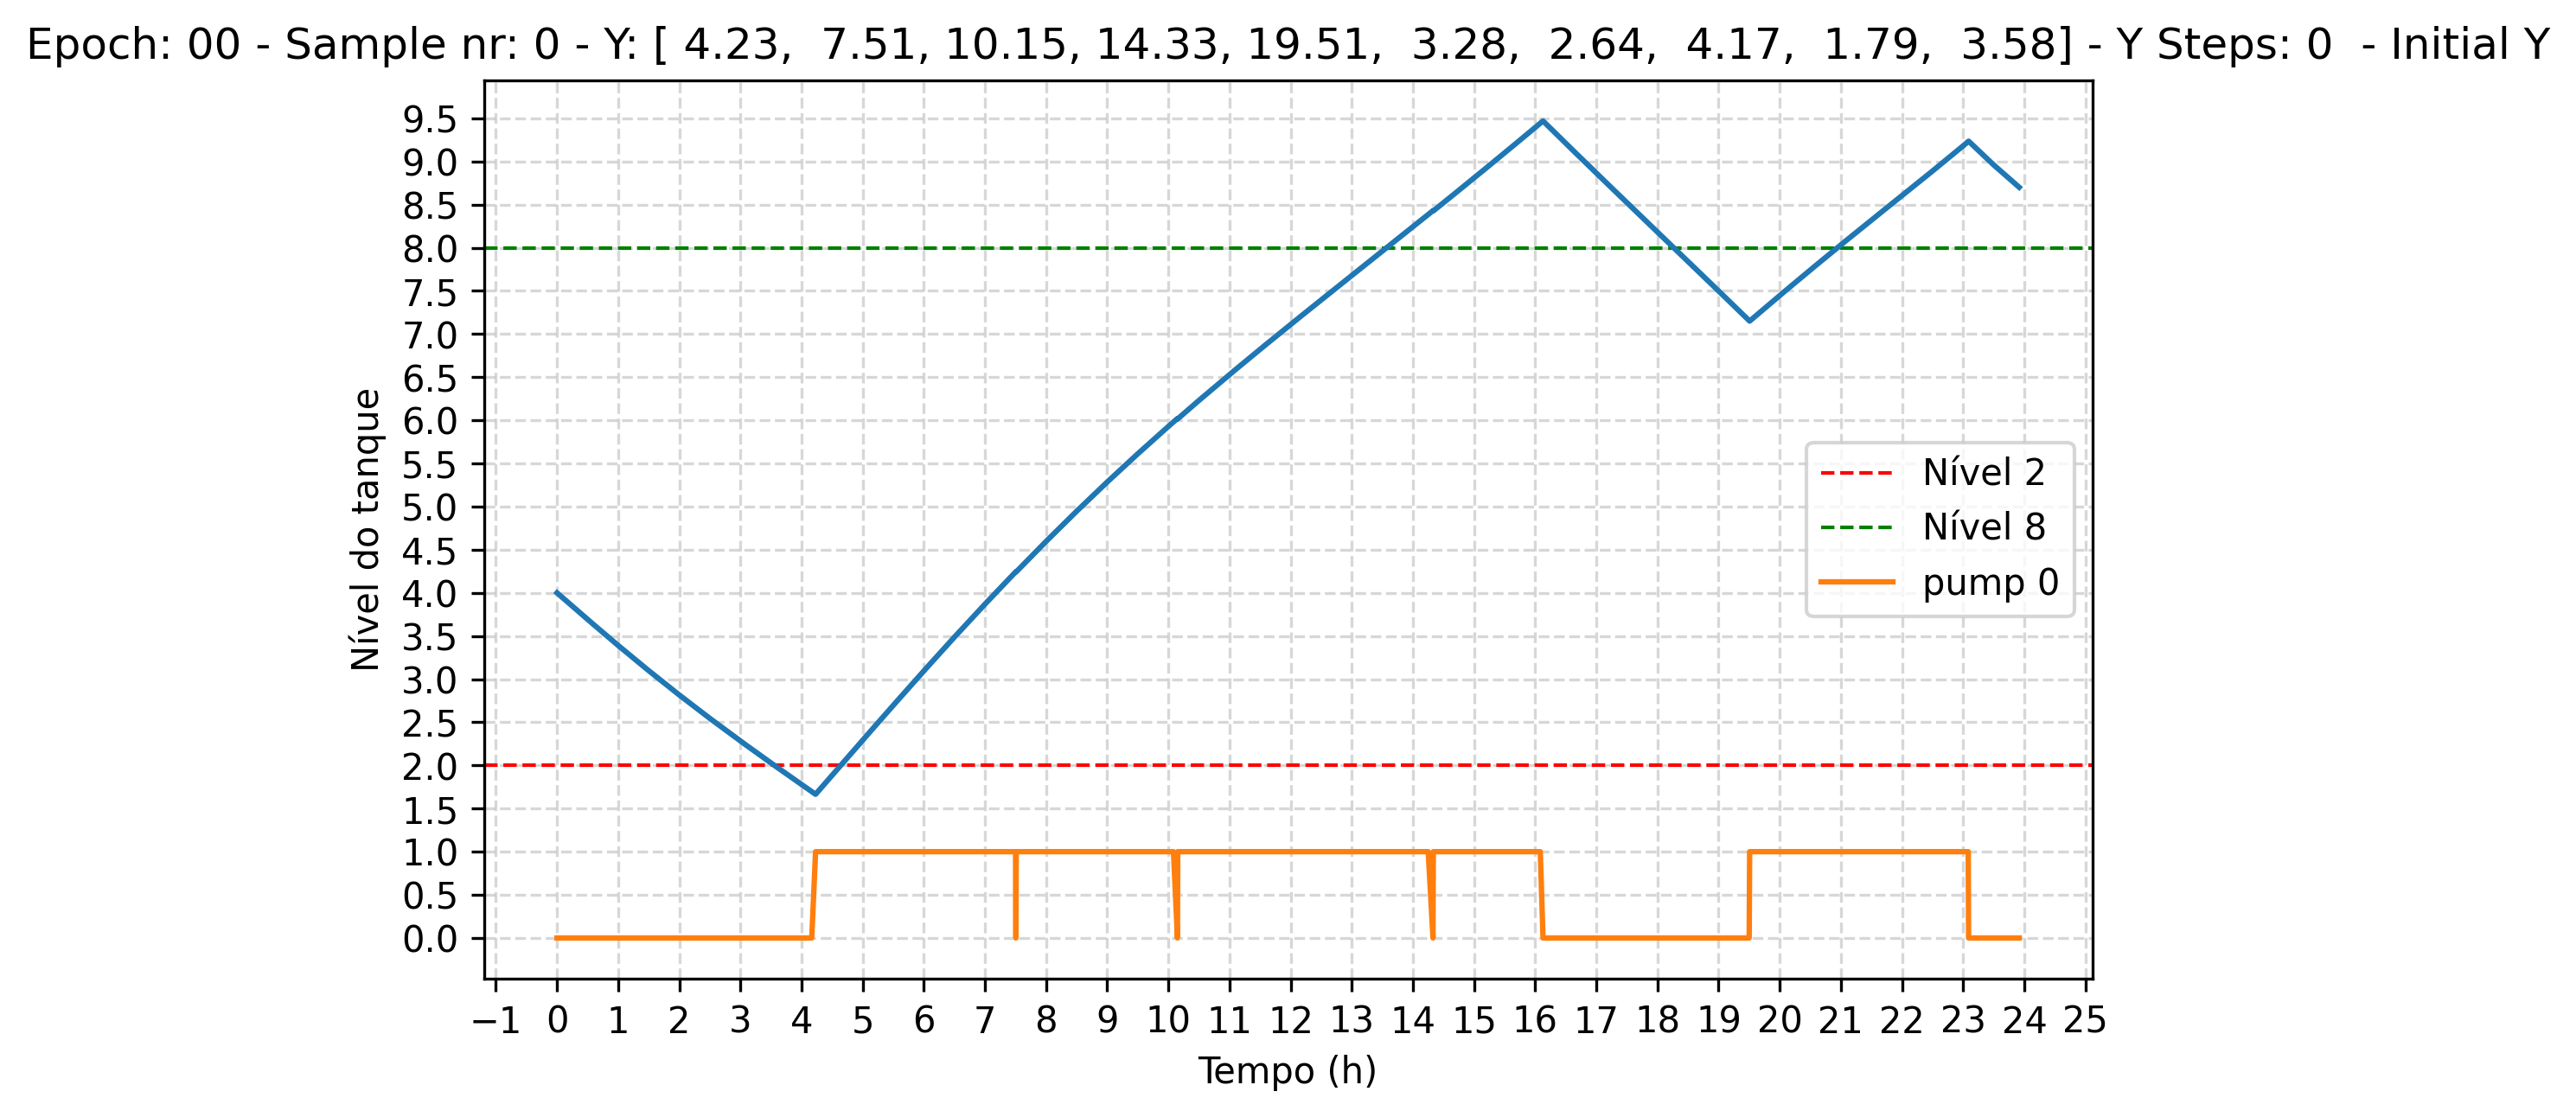 Epoch: 00 - Sample nr: 0 - Y: [ 4.23,  7.51, 10.15, 14.33, 19.51,  3.28,  2.64,  4.17,  1.79,  3.58] - Y Steps: 0  - Initial Y
9.5
9.0
8.5
8.0
7.5
7.0
6.5
6.0
5.5
5.0
4.5
4.0
3.5
3.0
2.5
2.0
1.5
1.0
0.5
0.0
Nível do tanque
Nível 2
Nível 8
pump 0
−1 0 1 2 3 4 5 6 7 8 9 10 11 12 13 14 15 16 17 18 19 20 21 22 23 24 25
Tempo (h)